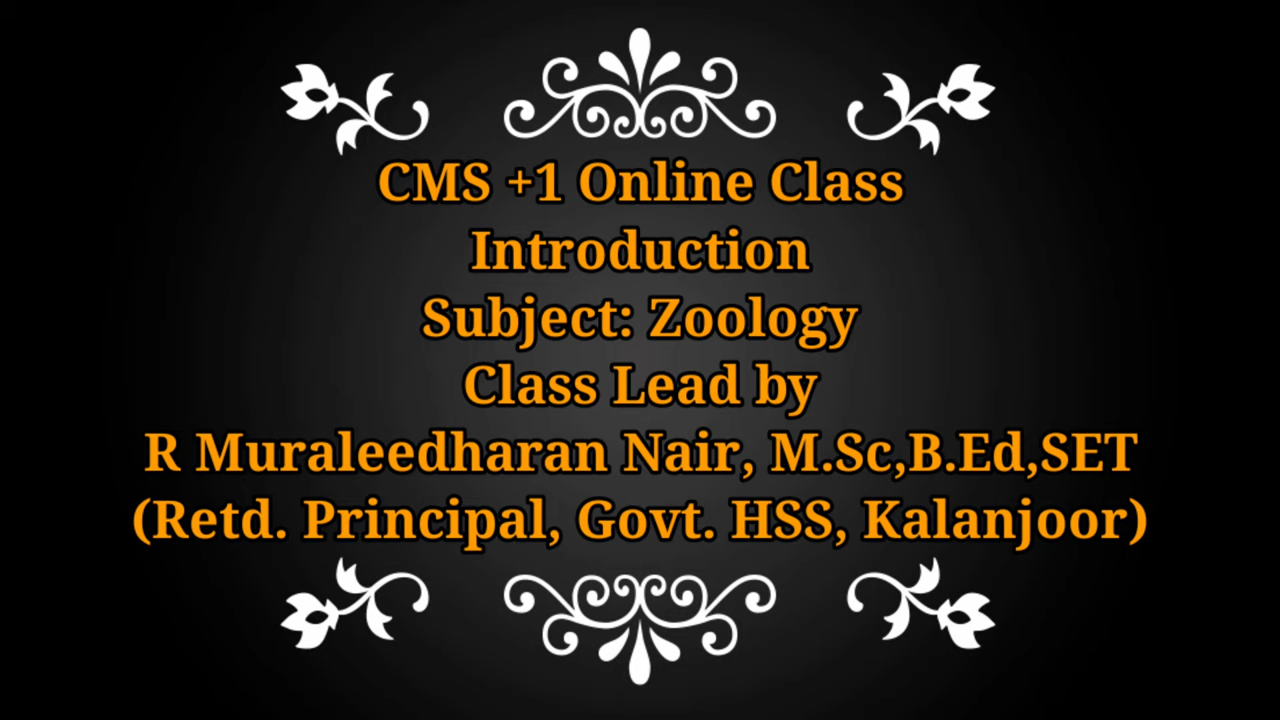 CMS +1 Online Class
Introduction
Subject: Zoology
Class Lead by
R Muraleedharan Nair, M.Sc,B.Ed,SET
(Retd. Principal, Govt. HSS, Kalanjoor)